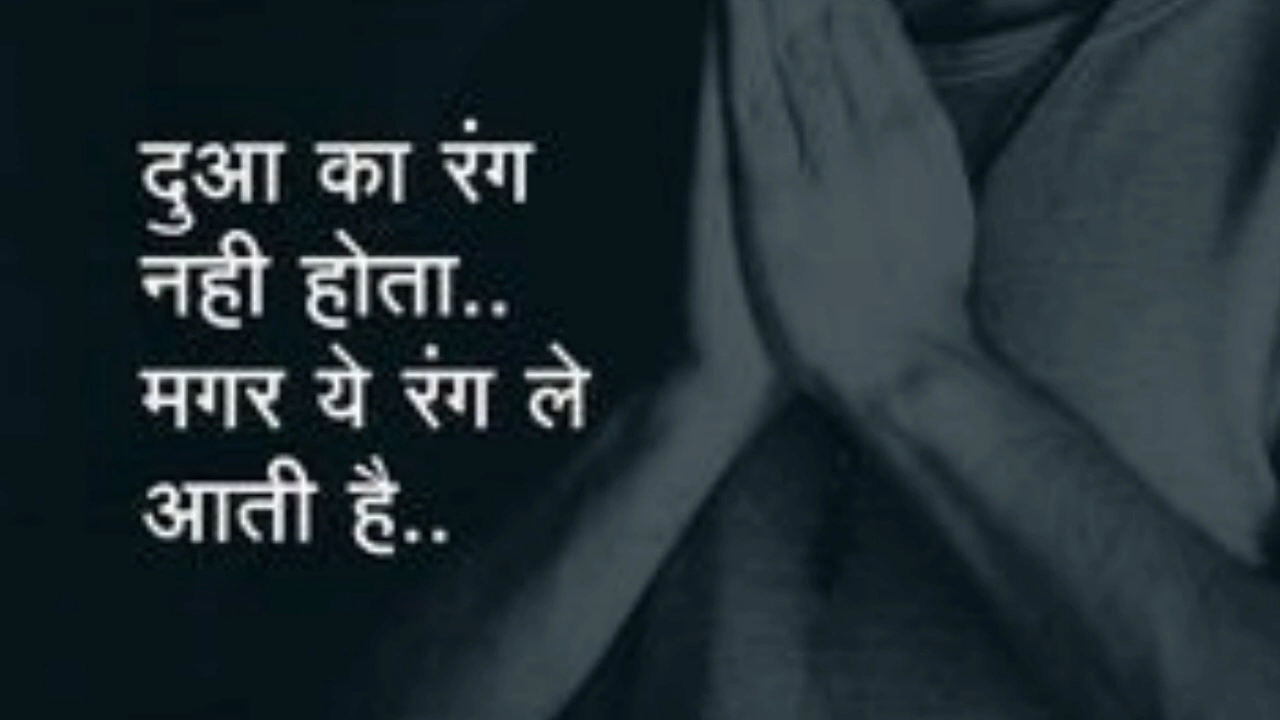 दुआ का रंग
नही होता..
मगर ये रंग ले
आती है..